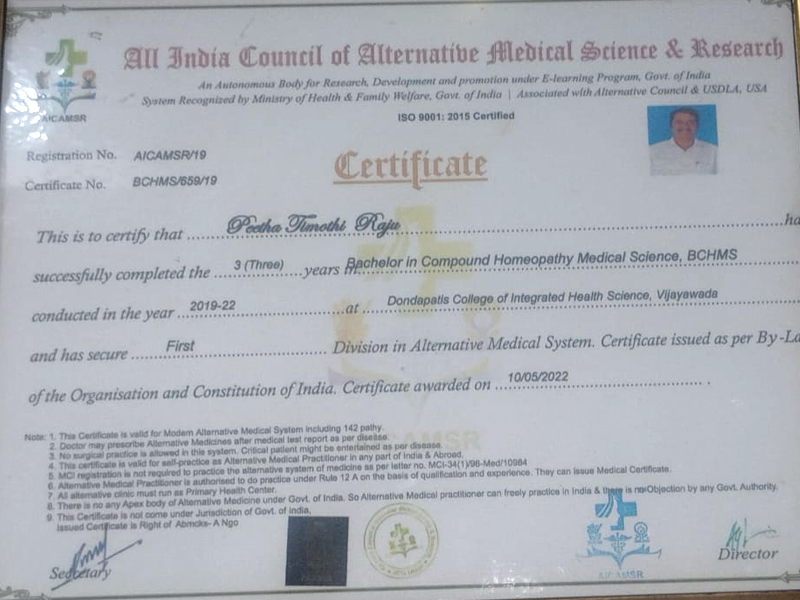 All India Council of Alternative Medical Science & Research
An Autonomous Body for Research, Development and promotion under E-learning Program, Govt. of India
System Recognized by Ministry of Health & Family Welfare, Govt. of India | Associated with Alternative Council & USDLA, USA
AICAMSR
ISO 9001: 2015 Certified
Registration No. AICAMSR/19
Certificate
Certificate No. BCHMS/659/19
This is to certify that Peetha Timothi Raju ha
successfully completed the 3 (Three) years in Bachelor in Compound Homeopathy Medical Science, BCHMS
conducted in the year 2019-22 at Dondapatis College of Integrated Health Science, Vijayawada
and has secure First Division in Alternative Medical System. Certificate issued as per By-La
of the Organisation and Constitution of India. Certificate awarded on 10/05/2022 .
AICAMSR
Note: 1. This Certificate is valid for Modern Alternative Medical System including 142 pathy.
2. Doctor may prescribe Alternative Medicines after medical test report as per disease.
3. No surgical practice is allowed in this system. Critical patient might be entertained as per disease.
4. This certificate is valid for self-practice as Alternative Medical Practitioner in any part of India & Abroad.
5. MCI registration is not required to practice the alternative system of medicine as per letter no. MCI-34(1)/96-Med/10984
6. Alternative Medical Practitioner is authorised to do practice under Rule 12 A on the basis of qualification and experience. They can issue Medical Certificate.
7. All alternative clinic must run as Primary Health Center.
8. There is no Apex body of Alternative Medicine under Govt. of India. So Alternative Medical practitioner can freely practice in India & there is no Objection by any Govt. Authority.
9. This Certificate is not come under Jurisdiction of Govt. of India,
Issued Certificate is Right of Abmcks- A Ngo
Secretary
AICAMSR
Director